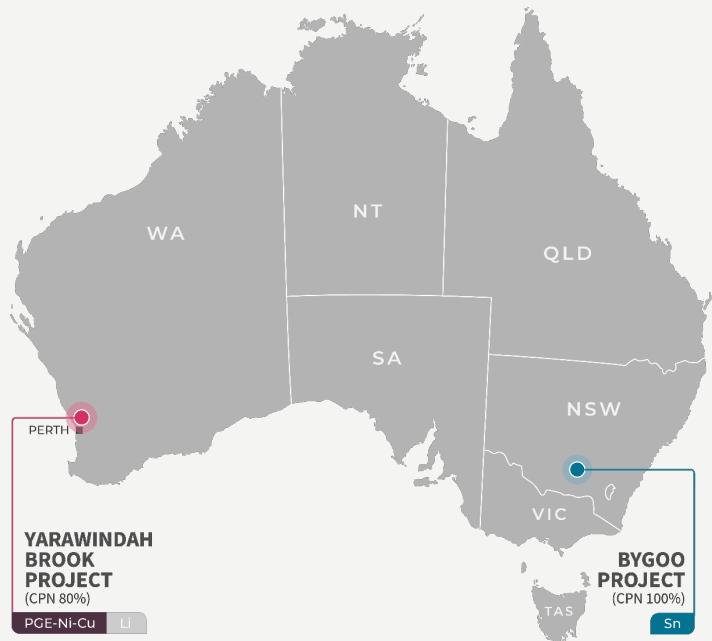 WA
NT
QLD
SA
NSW
PERTH
VIC
YARAWINDAH
BROOK
PROJECT
(CPN 80%)
PGE-Ni-Cu
Li
BYGOO
PROJECT
(CPN 100%)
TAS
Sn